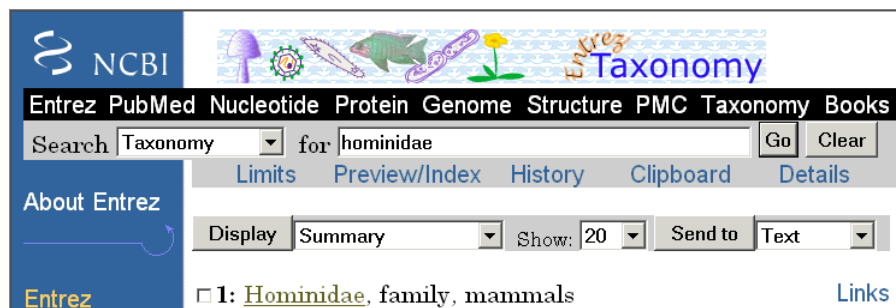 NCBI
Entrez Taxonomy
Entrez PubMed Nucleotide Protein Genome Structure PMC Taxonomy Books
Search Taxonomy for hominidae Go Clear
Limits Preview/Index History Clipboard Details
About Entrez
Display Summary Show: 20 Send to Text
Entrez
1: Hominidae, family, mammals Links